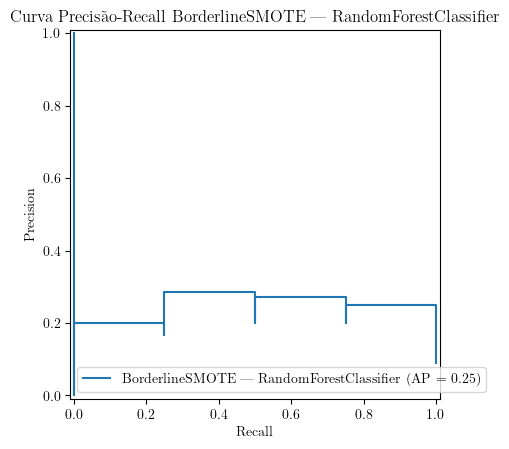 Curva Precisão-Recall BorderlineSMOTE — RandomForestClassifier
1.0
0.8
0.6
0.4
0.2
0.0
Precision
BorderlineSMOTE — RandomForestClassifier (AP = 0.25)
0.0 0.2 0.4 0.6 0.8 1.0
Recall